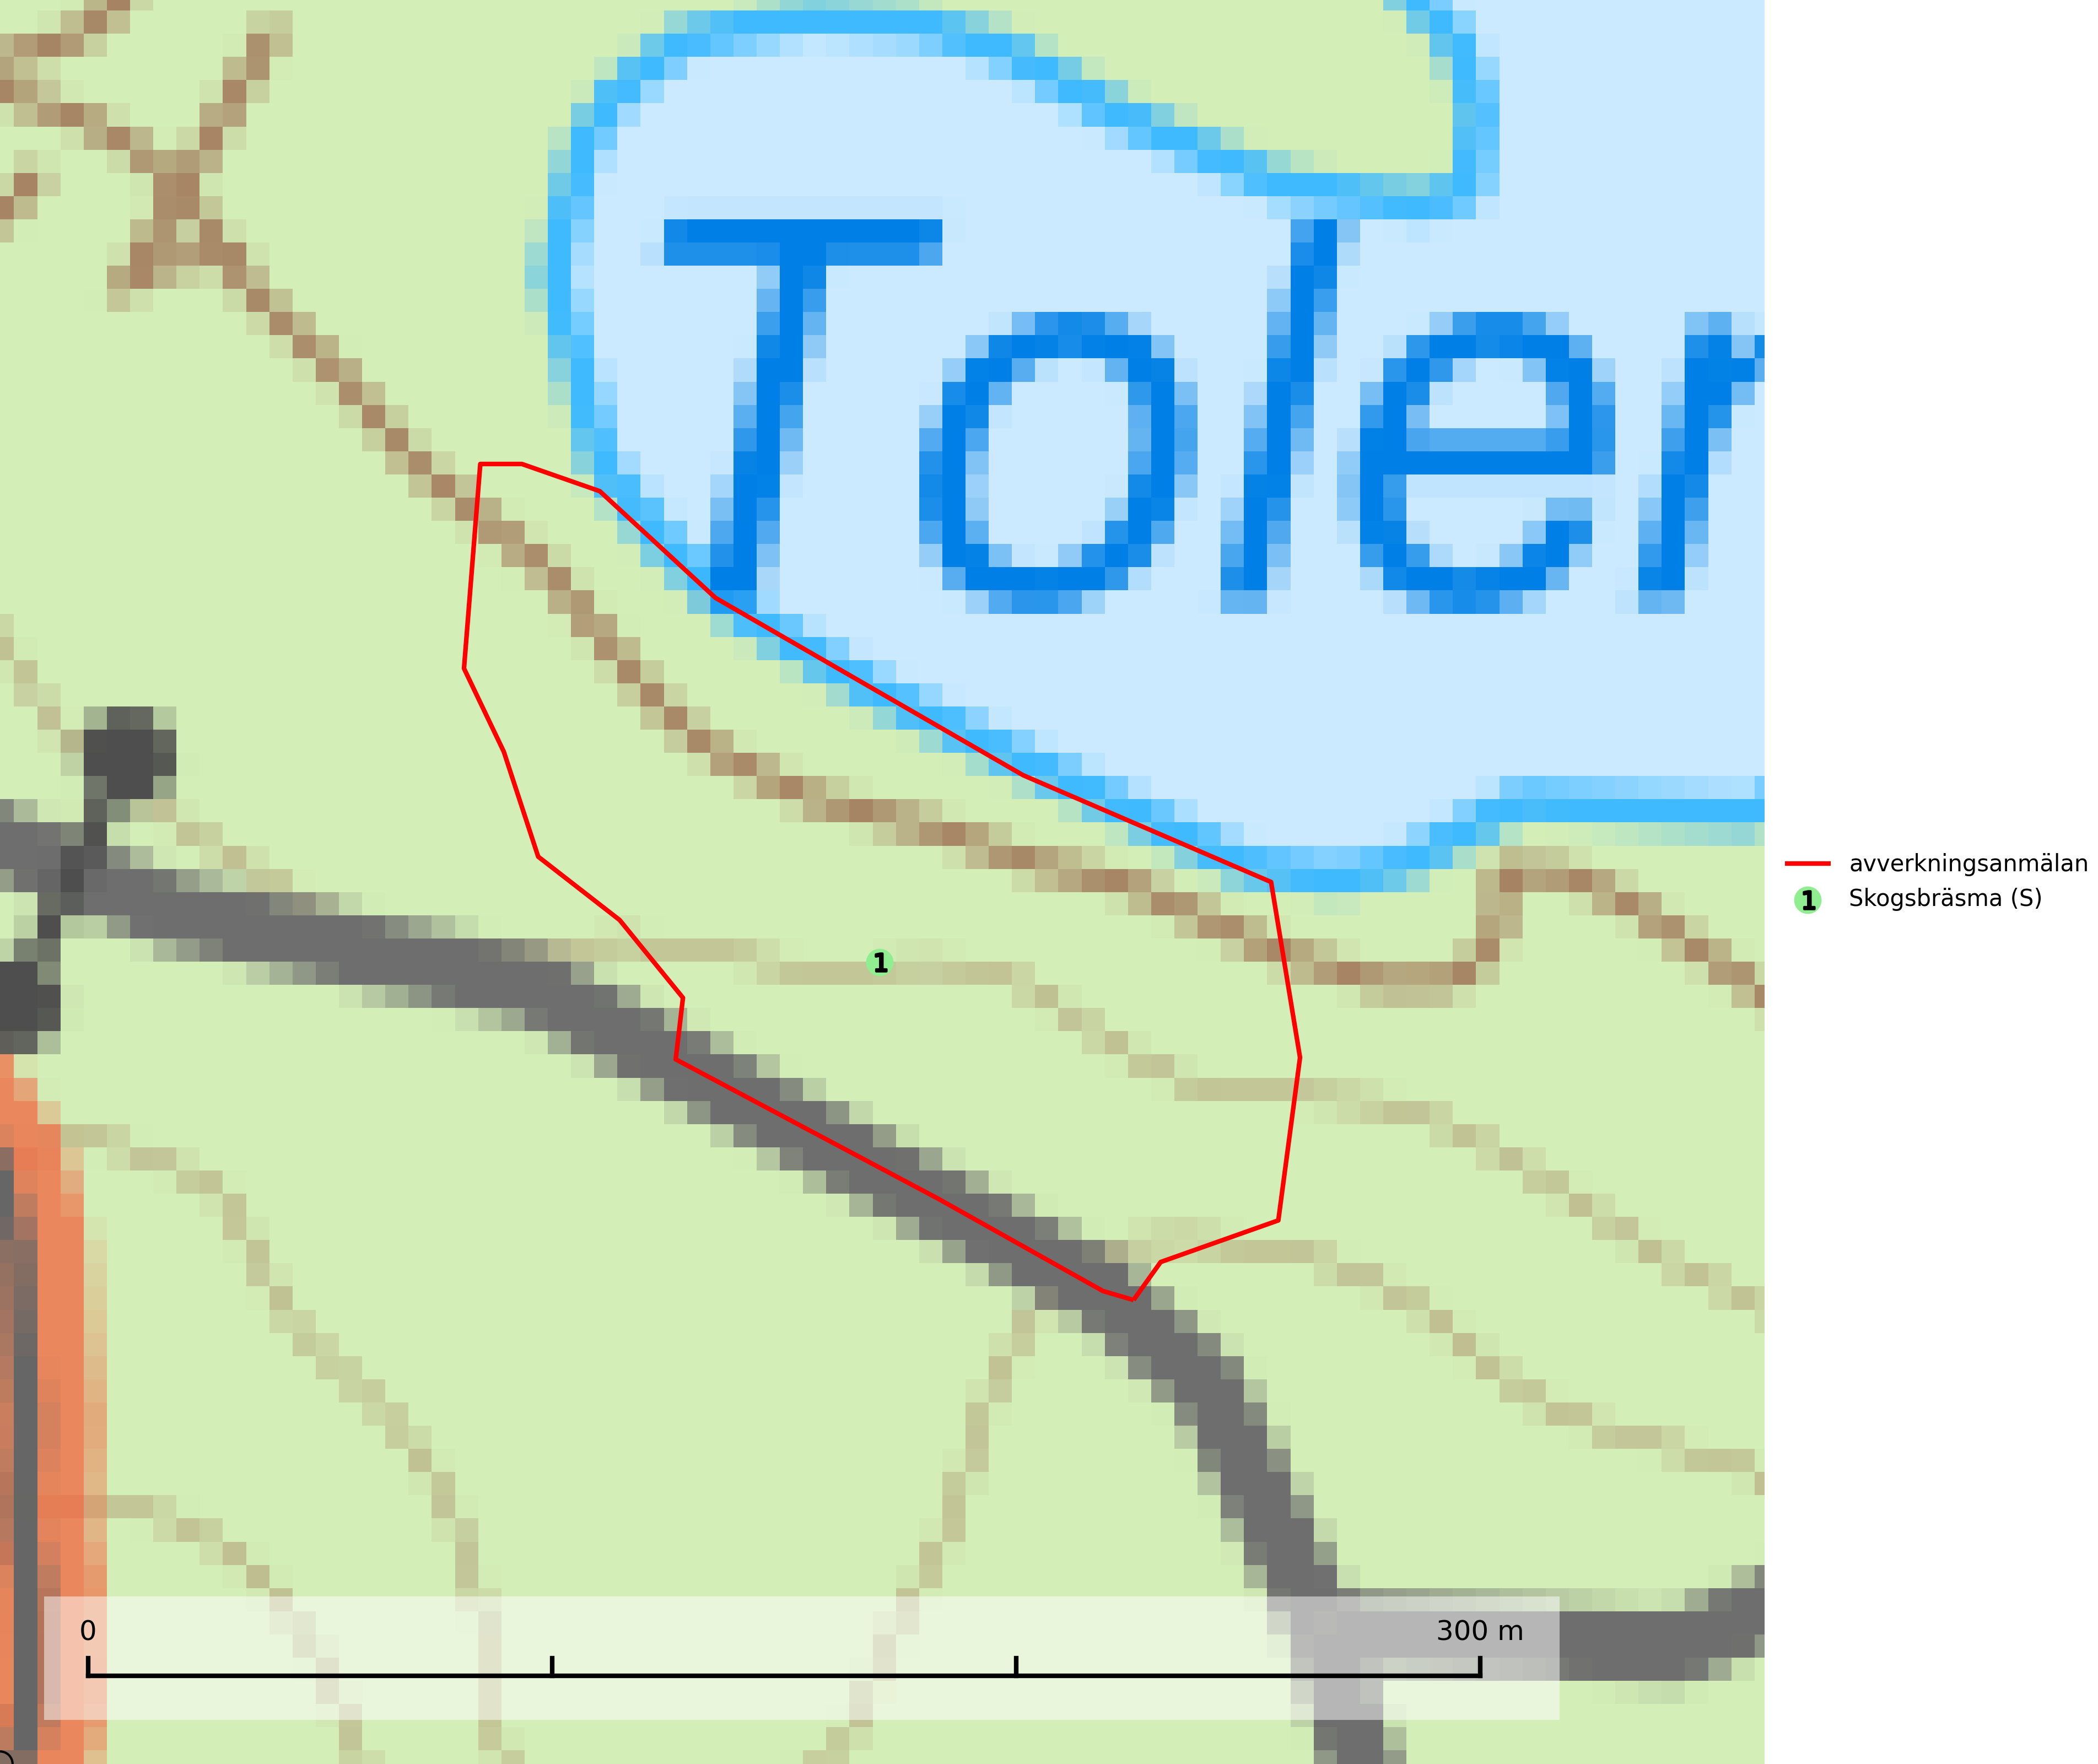 Toler
avverkningsanmälan
1 Skogsbräsma (S)
1
0 300 m